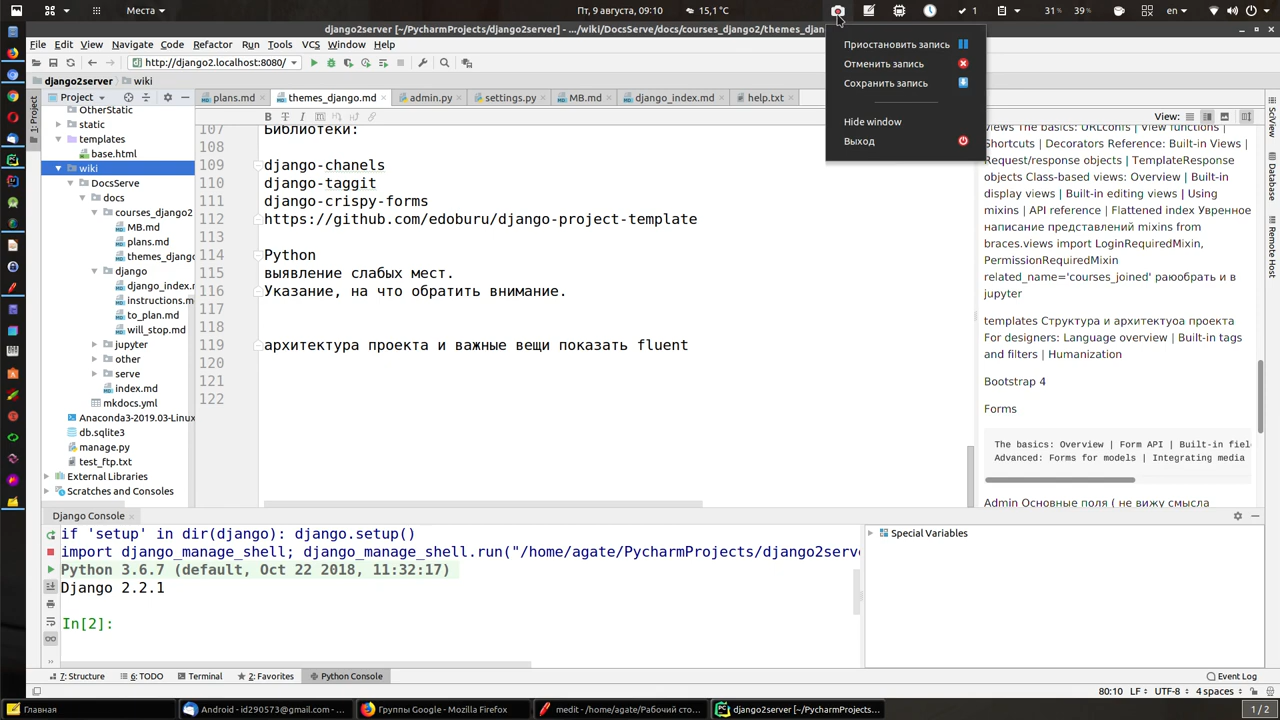 Места
Пт, 9 августа, 09:10
15,1 °C
1
31%
39%
en
django2server [~/PycharmProjects/django2server] - .../wiki/DocsServe/docs/courses_django2/themes_djan
File Edit View Navigate Code Refactor Run Tools VCS Window Help
http://django2.localhost:8080/
django2server
wiki
Project
plans.md
themes_django.md
admin.py
settings.py
MB.md
django_index.md
help.txt
View:
Приостановить запись
Отменить запись
Сохранить запись
Hide window
Выход
1: Project
SciView
Database
Remote Host
OtherStatic
static
templates
base.html
wiki
DocsServe
docs
courses_django2
MB.md
plans.md
themes_django
django
django_index.r
instructions.m
to_plan.md
will_stop.md
jupyter
other
serve
index.md
mkdocs.yml
Anaconda3-2019.03-Linux
db.sqlite3
manage.py
test_ftp.txt
External Libraries
Scratches and Consoles
107 Библиотеки:
108
109 django-chanels
110 django-taggit
111 django-crispy-forms
112 https://github.com/edoburu/django-project-template
113
114 Python
115 выявление слабых мест.
116 Указание, на что обратить внимание.
117
118
119 архитектура проекта и важные вещи показать fluent
120
121
122
views The basics: URLconfs | View functions |
Shortcuts | Decorators Reference: Built-in Views |
Request/response objects | TemplateResponse
objects Class-based views: Overview | Built-in
display views | Built-in editing views | Using
mixins | API reference | Flattened index Увренное
написание представлений mixins from
braces.views import LoginRequiredMixin,
PermissionRequiredMixin
related_name='courses_joined' раюобрать и в
jupyter
templates Структура и архитектуоа проекта
For designers: Language overview | Built-in tags
and filters | Humanization
Bootstrap 4
Forms
The basics: Overview | Form API | Built-in fiel
Advanced: Forms for models | Integrating media
Admin Основные поля ( не вижу смысла
Django Console
if 'setup' in dir(django): django.setup()
import django_manage_shell; django_manage_shell.run("/home/agate/PycharmProjects/django2serve
Python 3.6.7 (default, Oct 22 2018, 11:32:17)
Django 2.2.1
In[2]:
Special Variables
7: Structure
6: TODO
Terminal
2: Favorites
Python Console
Event Log
80:10 LF UTF-8 4 spaces
Главная
Android - id290573@gmail.com - ...
Группы Google - Mozilla Firefox
medit - /home/agate/Рабочий сто...
django2server [~/PycharmProjects...
1 / 2